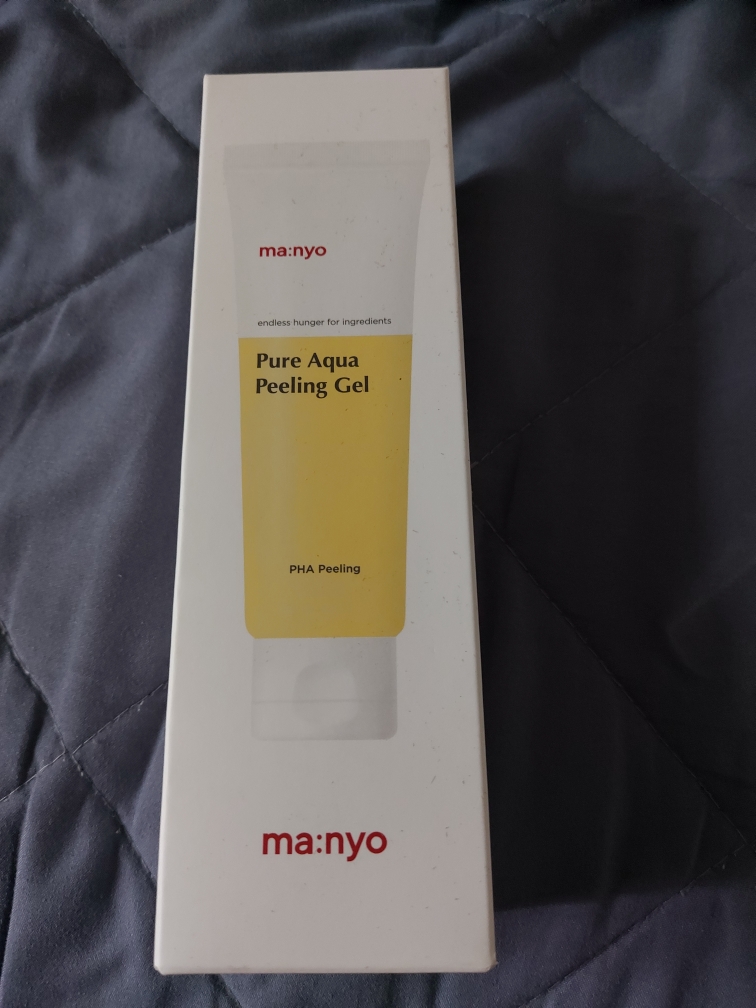 ma:nyo
endless hunger for ingredients
Pure Aqua
Peeling Gel
PHA Peeling
ma:nyo